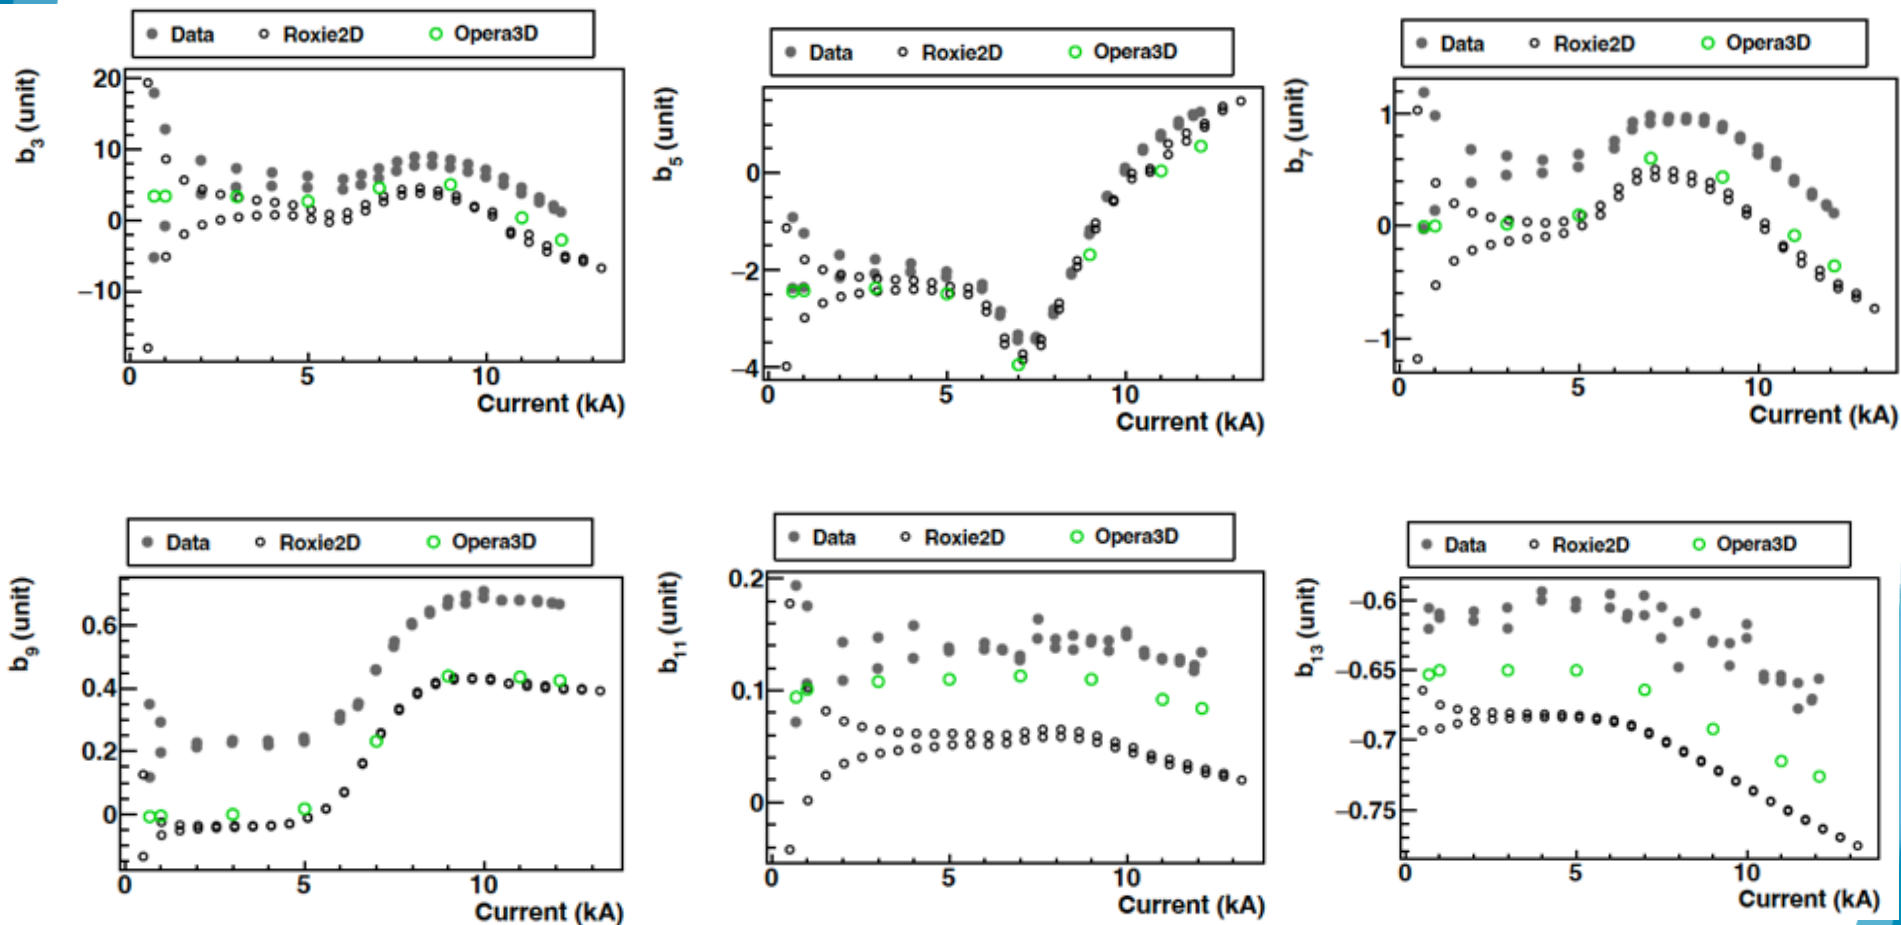 Data Roxie2D Opera3D
b3 (unit)
20
10
0
−10
0 5 10
Current (kA)
Data Roxie2D Opera3D
b5 (unit)
0
−2
−4
0 5 10
Current (kA)
Data Roxie2D Opera3D
b7 (unit)
1
0
−1
0 5 10
Current (kA)
Data Roxie2D Opera3D
b9 (unit)
0.6
0.4
0.2
0
0 5 10
Current (kA)
Data Roxie2D Opera3D
b11 (unit)
0.2
0.1
0
0 5 10
Current (kA)
Data Roxie2D Opera3D
b13 (unit)
−0.6
−0.65
−0.7
−0.75
0 5 10
Current (kA)